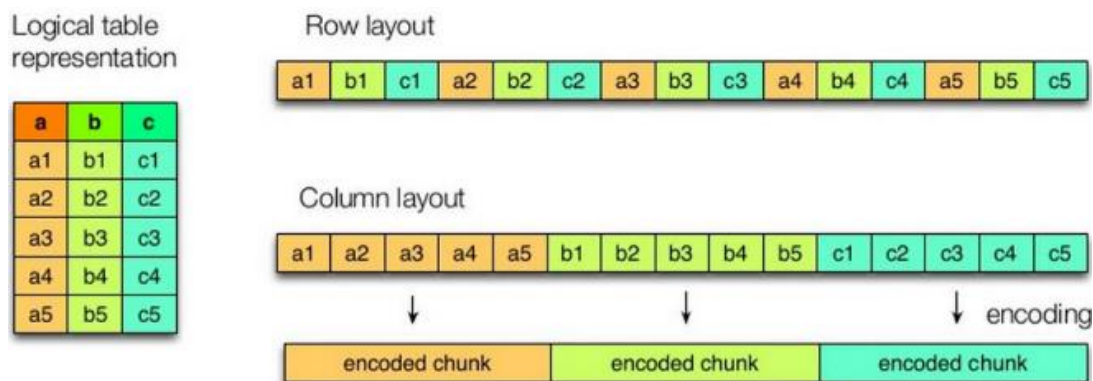 Logical table
representation
a b c
a1 b1 c1
a2 b2 c2
a3 b3 c3
a4 b4 c4
a5 b5 c5
Row layout
a1 b1 c1 a2 b2 c2 a3 b3 c3 a4 b4 c4 a5 b5 c5
Column layout
a1 a2 a3 a4 a5 b1 b2 b3 b4 b5 c1 c2 c3 c4 c5
encoding
encoded chunk encoded chunk encoded chunk